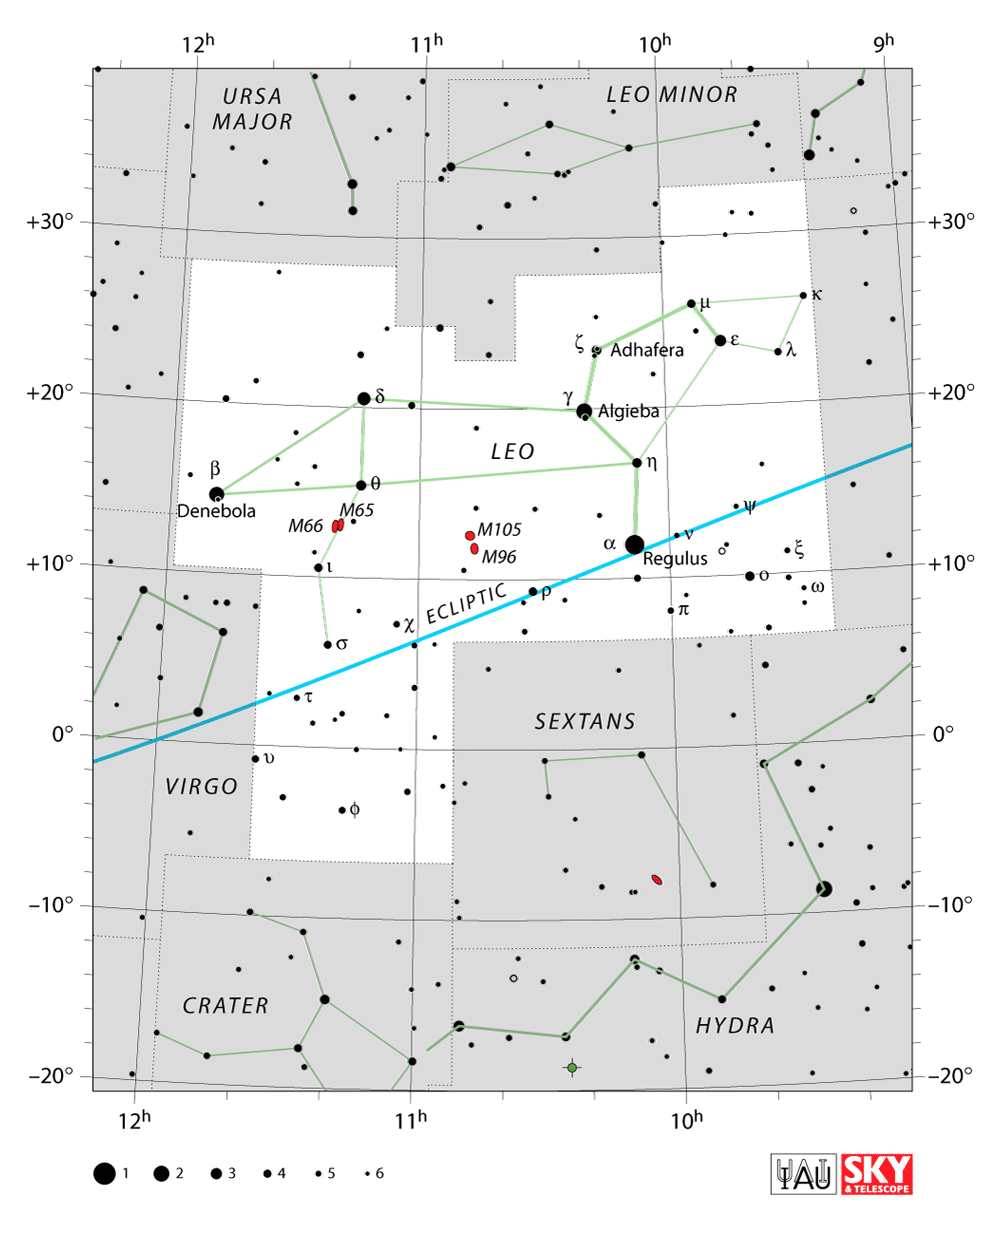 12h 11h 10h 9h
URSA
MAJOR
LEO MINOR
+30° +30°
κ
μ
ζ Adhafera ε λ
+20° +20°
δ γ Algieba
LEO
β η
θ
Denebola
M66 M65
M105
M96
ψ
α ν
Regulus ξ
+10° ι +10°
ο
ω
ECLIPTIC ρ
π
χ
σ
τ
SEXTANS
0° 0°
υ
VIRGO
φ
−10° −10°
CRATER
HYDRA
−20° −20°
12h 11h 10h
1 2 3 4 5 6
IAU
SKY
& TELESCOPE